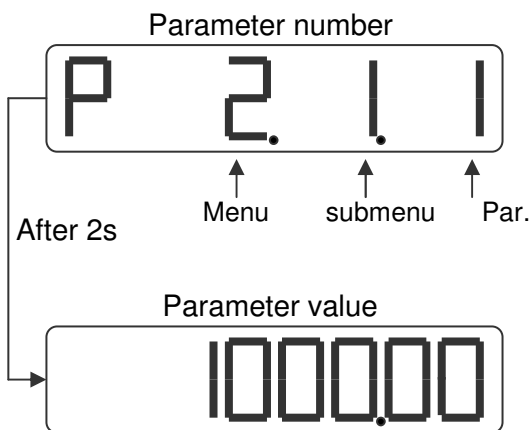 Parameter number
P 2. 1. 1
Menu submenu Par.
After 2s
Parameter value
1000.00